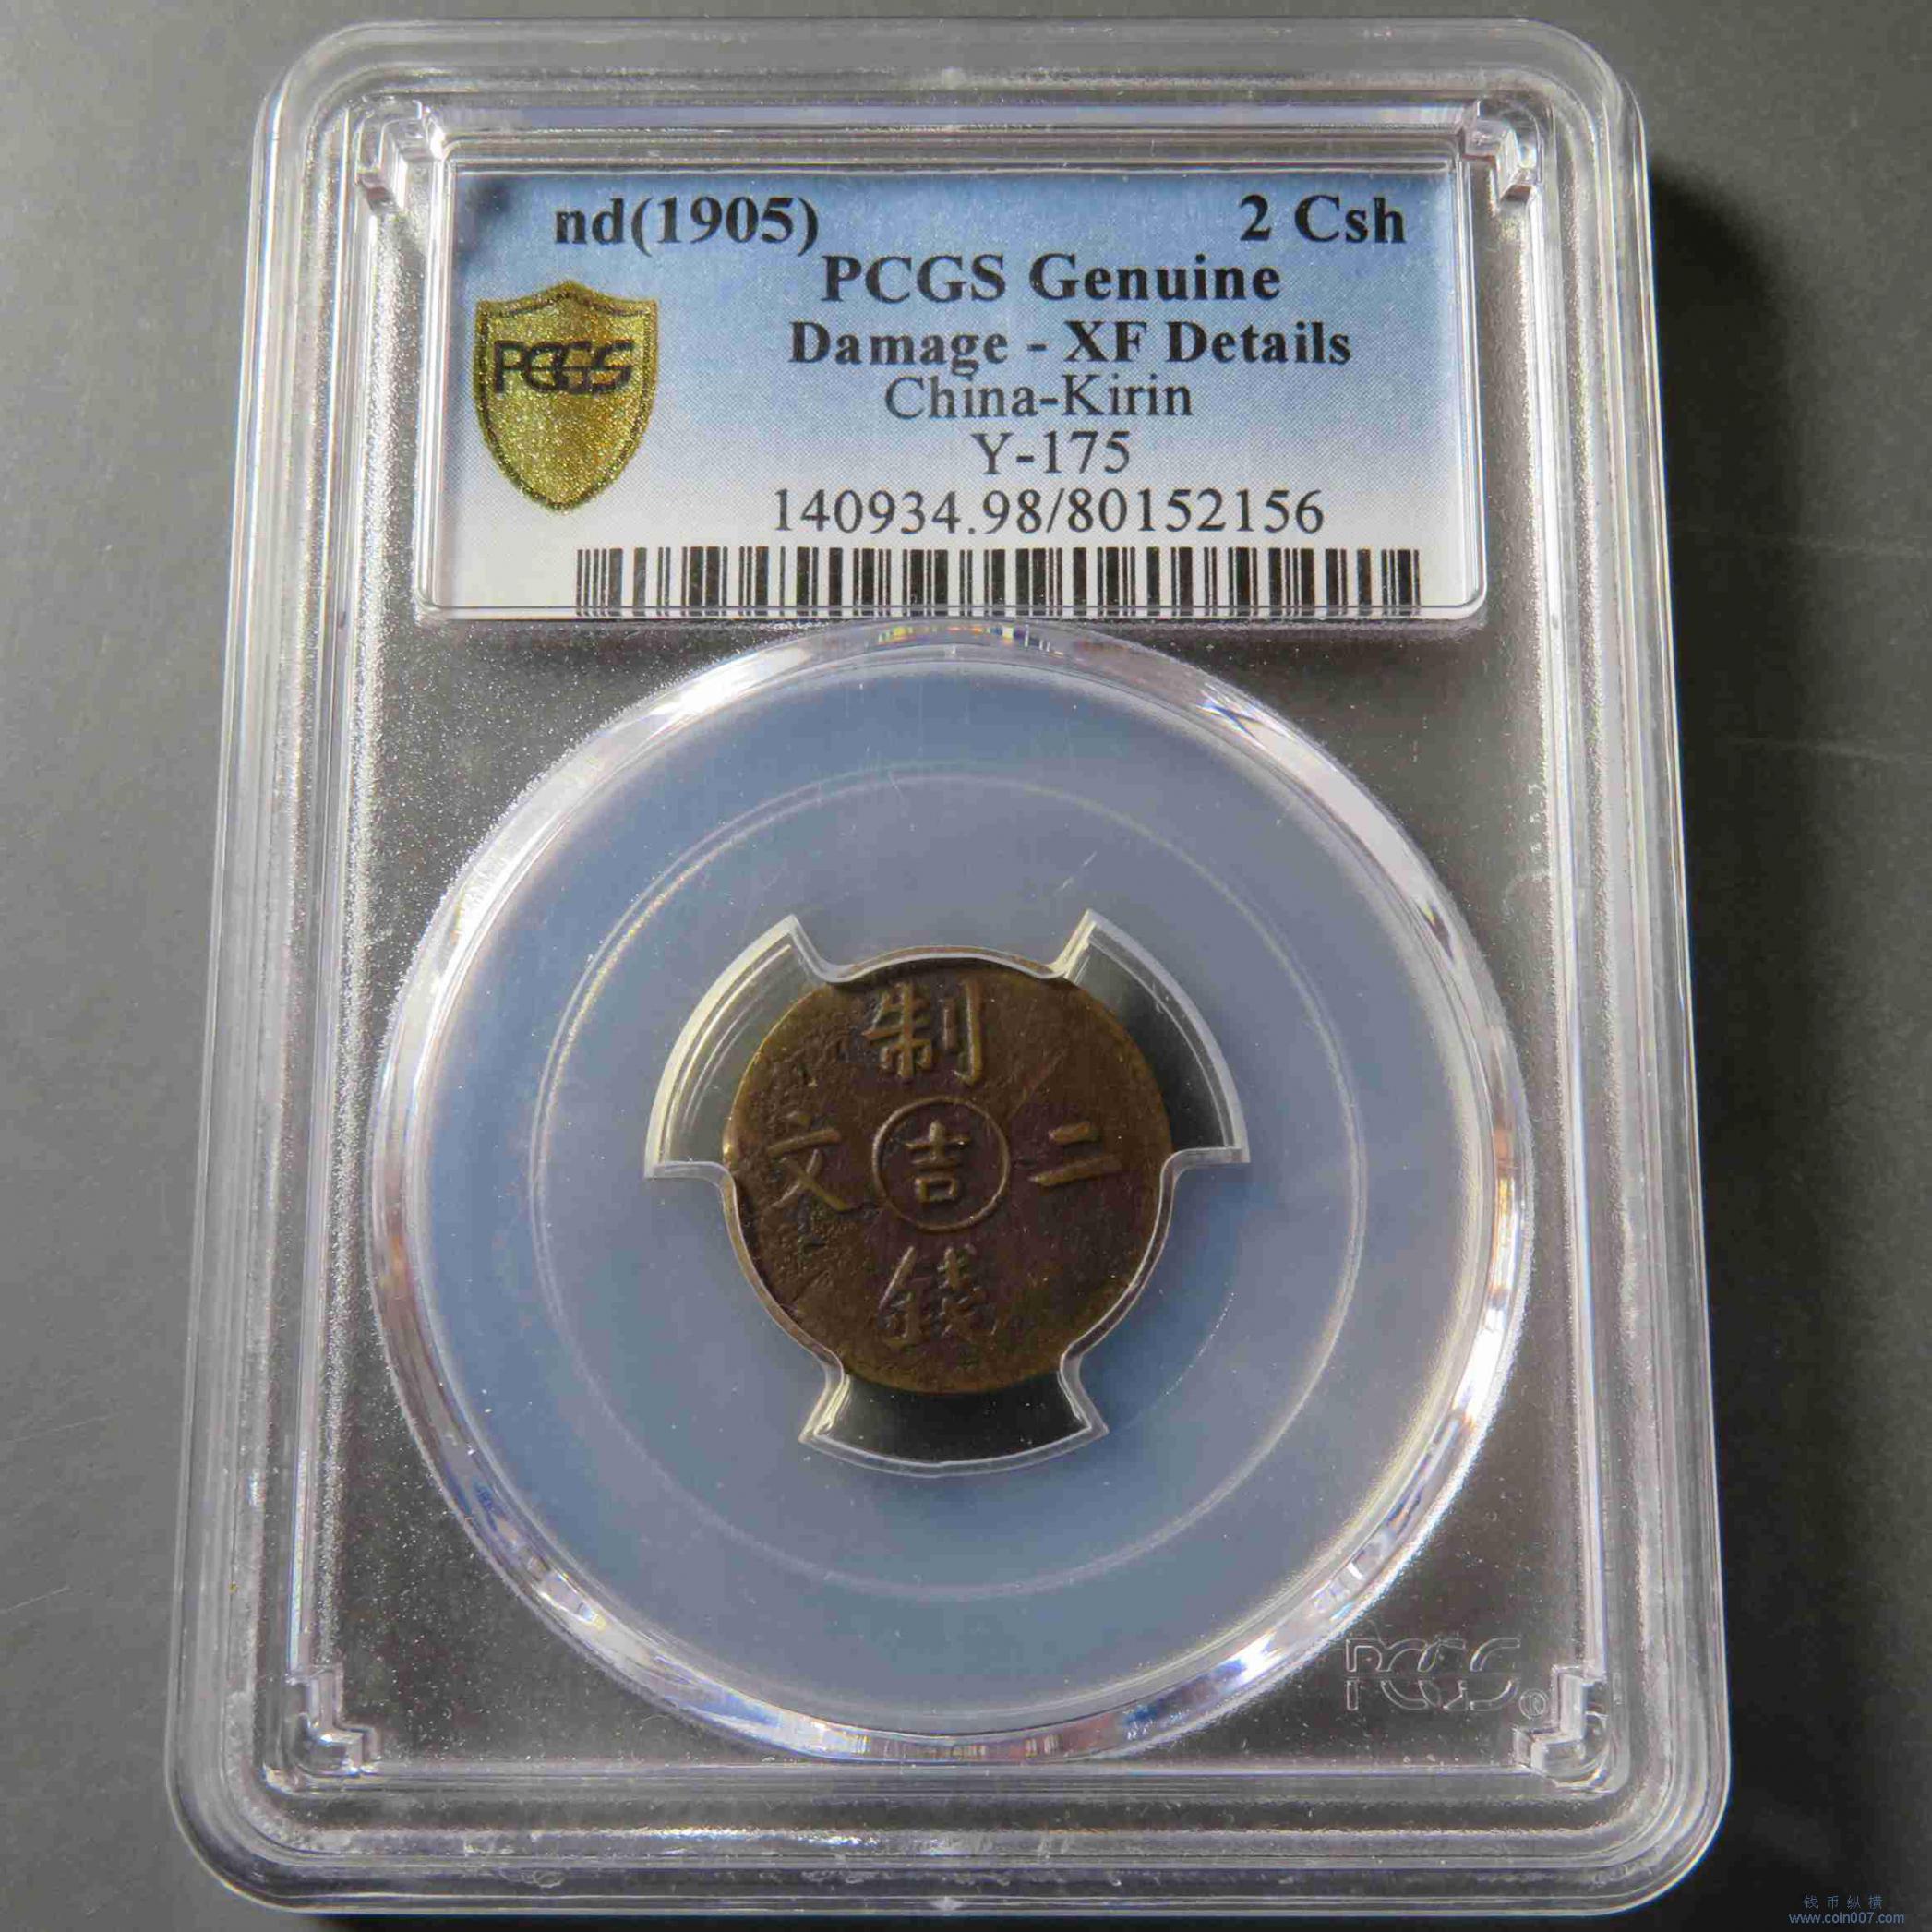 nd(1905) 2 Csh
PCGS Genuine
PCGS
Damage - XF Details
China-Kirin
Y-175
140934.98/80152156
制
文 吉 二
錢
PCGS
钱币纵横
www.coin007.com